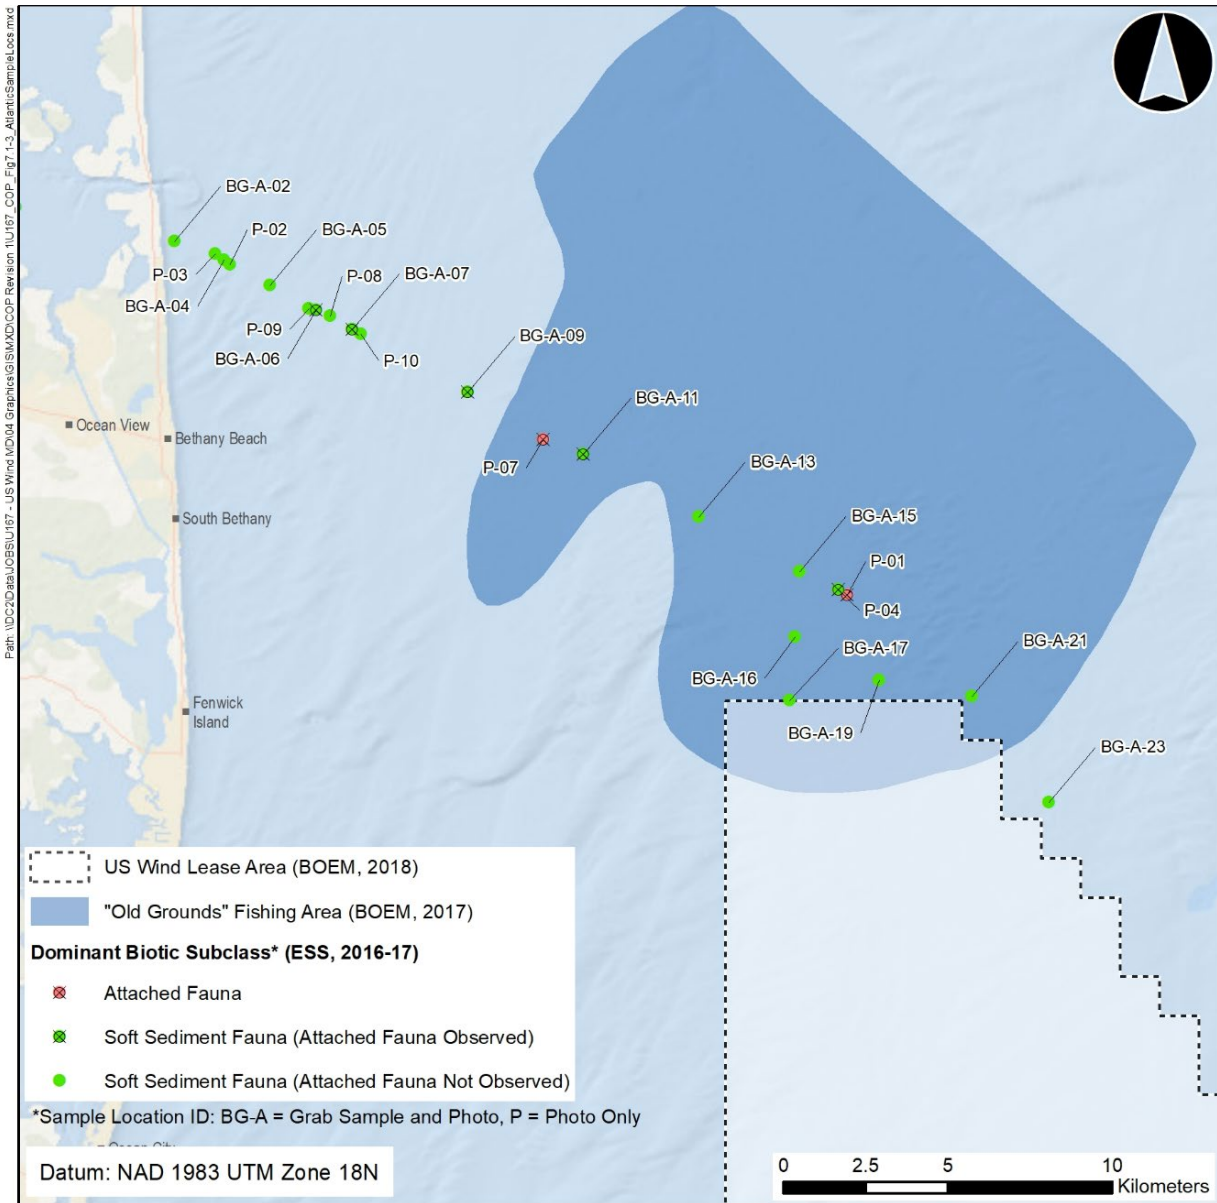 Path: \\DC2\Data\JOBS\U167 - US Wind MD\04 Graphics\GIS\MXD\COP Revision 1\U167_COP_Fig7.1-3_AtlanticSampleLocs.mxd
BG-A-02
P-02
BG-A-05
P-03
BG-A-04
P-08
BG-A-07
P-09
BG-A-06
P-10
BG-A-09
BG-A-11
P-07
Ocean View
Bethany Beach
BG-A-13
South Bethany
BG-A-15
P-01
P-04
BG-A-17
BG-A-21
BG-A-16
Fenwick
Island
BG-A-19
BG-A-23
US Wind Lease Area (BOEM, 2018)
"Old Grounds" Fishing Area (BOEM, 2017)
Dominant Biotic Subclass* (ESS, 2016-17)
Attached Fauna
Soft Sediment Fauna (Attached Fauna Observed)
Soft Sediment Fauna (Attached Fauna Not Observed)
*Sample Location ID: BG-A = Grab Sample and Photo, P = Photo Only
Datum: NAD 1983 UTM Zone 18N
0 2.5 5 10
Kilometers